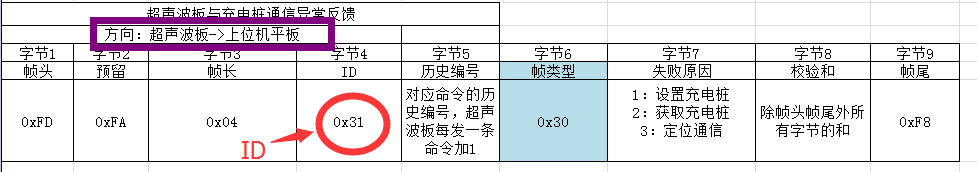 超声波板与充电桩通信异常反馈
方向：超声波板->上位机平板
字节1 字节2 字节3 字节4 字节5 字节6 字节7 字节8 字节9
帧头 预留 帧长 ID 历史编号 帧类型 失败原因 校验和 帧尾
0xFD 0xFA 0x04 0x31
对应命令的历
史编号，超声
波板每发一条
命令加1
0x30
1：设置充电桩
2：获取充电桩
3：定位通信
除帧头帧尾外所
有字节的和
0xF8
ID